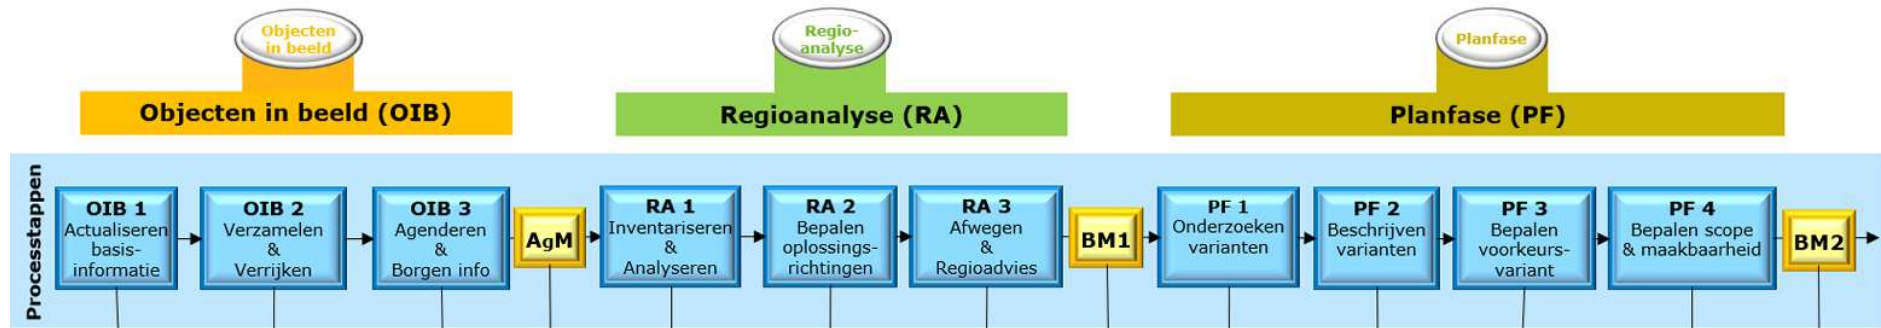 Objecten
in beeld
Regio-
analyse
Planfase
Objecten in beeld (OIB)
Regioanalyse (RA)
Planfase (PF)
Processtappen
OIB 1
Actualiseren
basis-
informatie
OIB 2
Verzamelen
&
Verrijken
OIB 3
Agenderen
&
Borgen info
AgM
RA 1
Inventariseren
&
Analyseren
RA 2
Bepalen
oplossings-
richtingen
RA 3
Afwegen
&
Regioadvies
BM1
PF 1
Onderzoeken
varianten
PF 2
Beschrijven
varianten
PF 3
Bepalen
voorkeurs-
variant
PF 4
Bepalen scope
& maakbaarheid
BM2